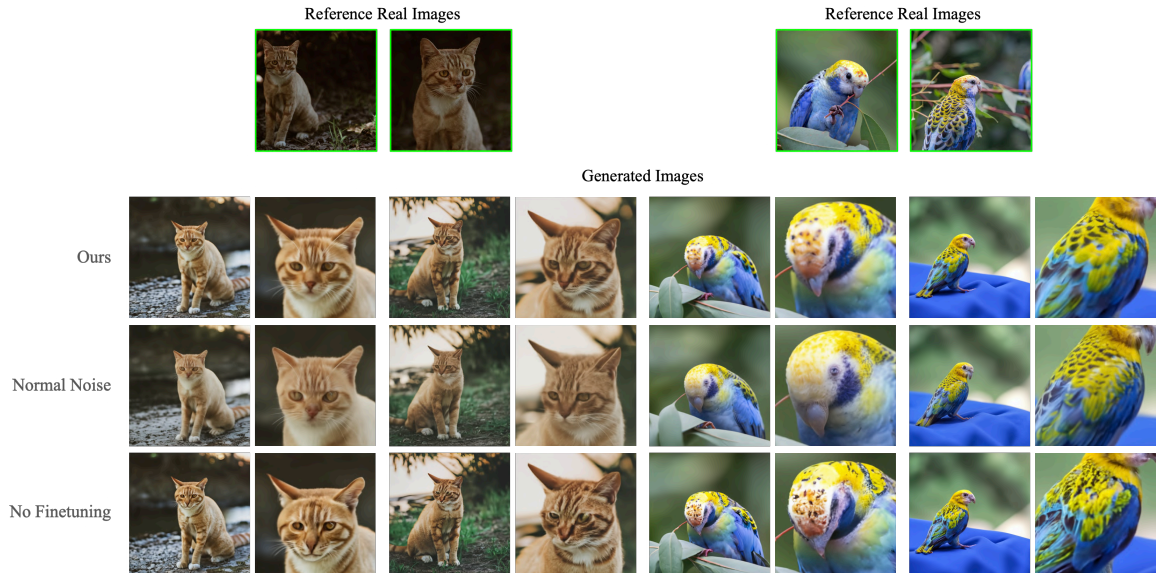 Reference Real Images
Reference Real Images
Generated Images
Ours
Normal Noise
No Finetuning